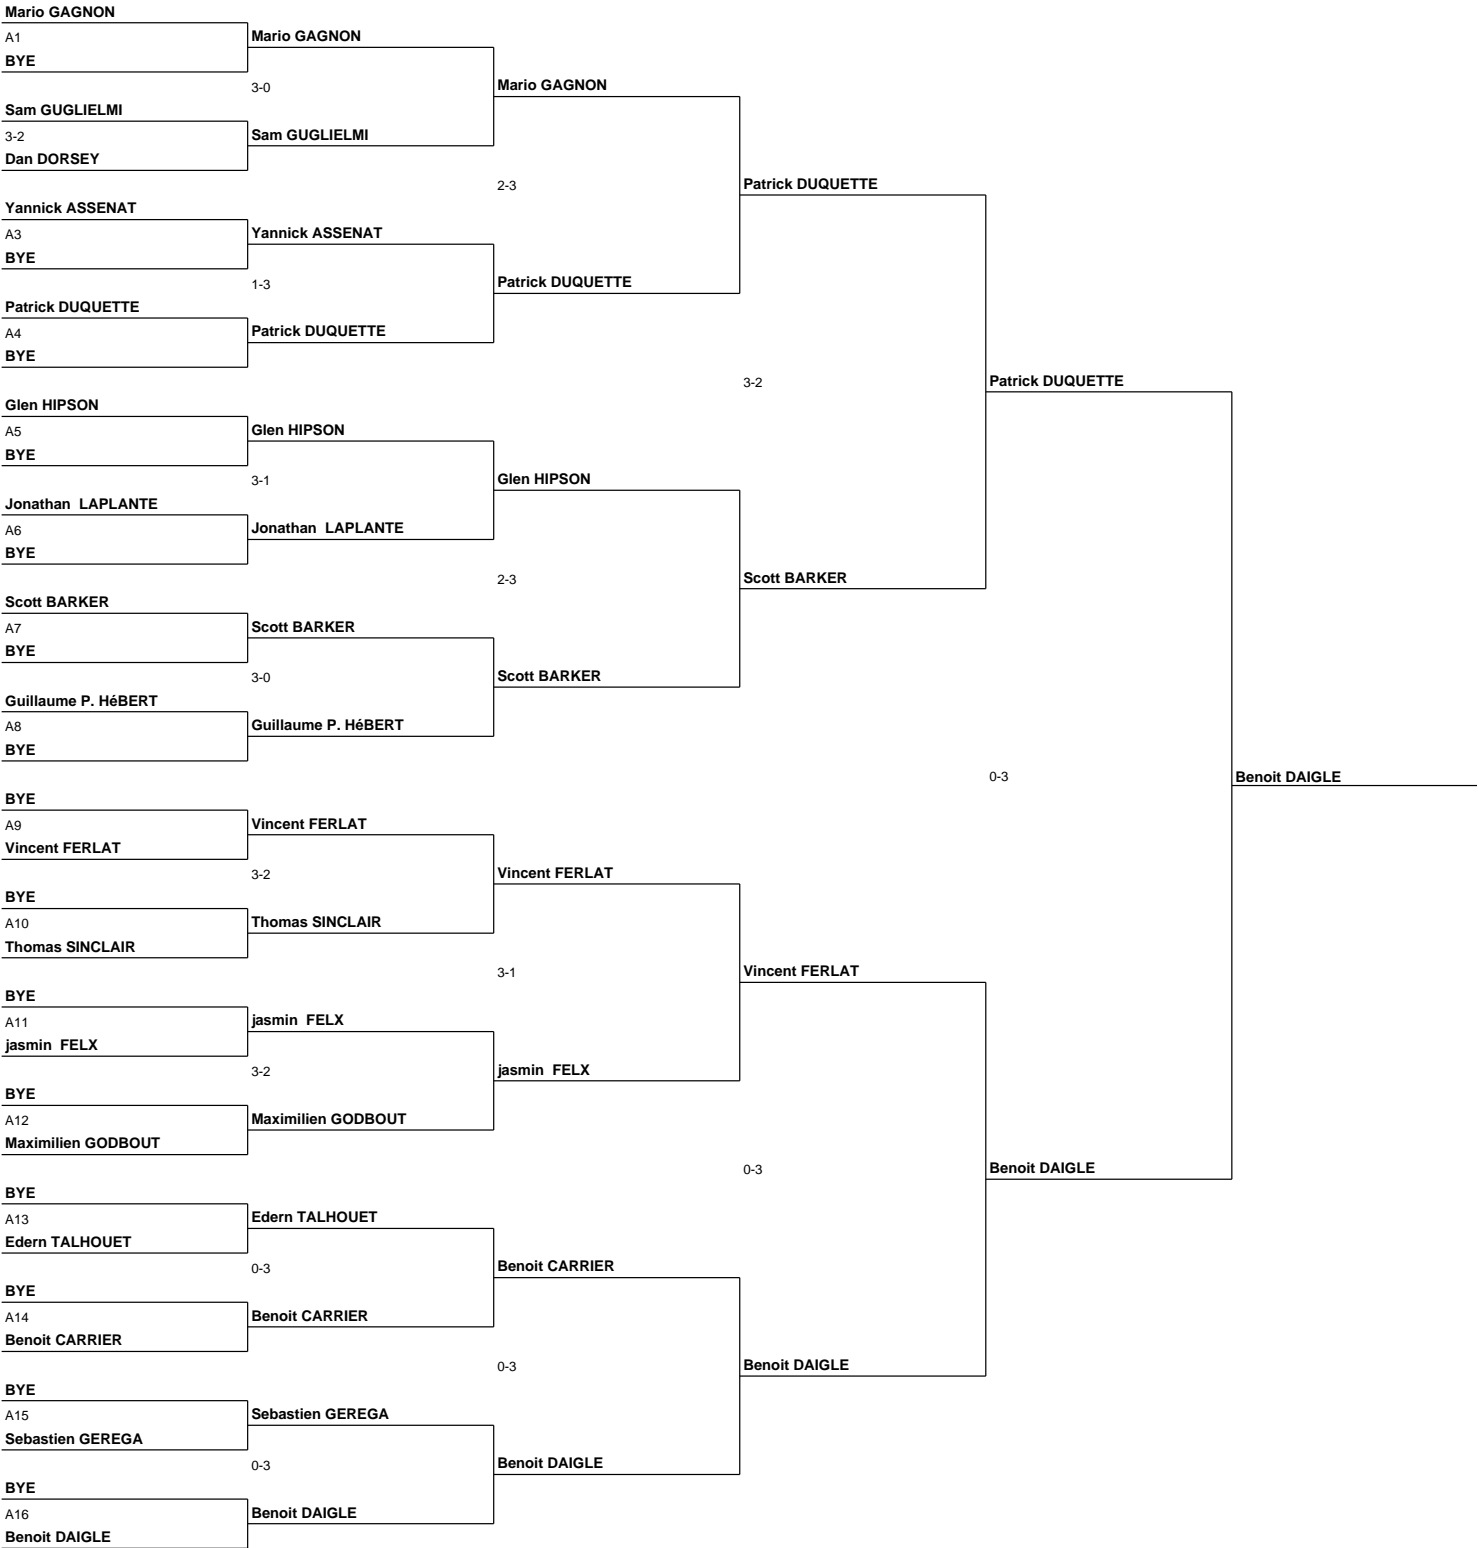 Mario GAGNON
A1
BYE
Sam GUGLIELMI
3-2
Dan DORSEY
Yannick ASSENAT
A3
BYE
Patrick DUQUETTE
A4
BYE
Glen HIPSON
A5
BYE
Jonathan  LAPLANTE
A6
BYE
Scott BARKER
A7
BYE
Guillaume P. HéBERT
A8
BYE
BYE
A9
Vincent FERLAT
BYE
A10
Thomas SINCLAIR
BYE
A11
jasmin  FELX
BYE
A12
Maximilien GODBOUT
BYE
A13
Edern TALHOUET
BYE
A14
Benoit CARRIER
BYE
A15
Sebastien GEREGA
BYE
A16
Benoit DAIGLE
Mario GAGNON
3-0
Sam GUGLIELMI
Yannick ASSENAT
1-3
Patrick DUQUETTE
Glen HIPSON
3-1
Jonathan  LAPLANTE
Scott BARKER
3-0
Guillaume P. HéBERT
Vincent FERLAT
3-2
Thomas SINCLAIR
jasmin  FELX
3-2
Maximilien GODBOUT
Edern TALHOUET
0-3
Benoit CARRIER
Sebastien GEREGA
0-3
Benoit DAIGLE
Mario GAGNON
2-3
Patrick DUQUETTE
Glen HIPSON
2-3
Scott BARKER
Vincent FERLAT
3-1
jasmin  FELX
Benoit CARRIER
0-3
Benoit DAIGLE
Patrick DUQUETTE
3-2
Scott BARKER
Vincent FERLAT
0-3
Benoit DAIGLE
Patrick DUQUETTE
0-3
Benoit DAIGLE
Benoit DAIGLE